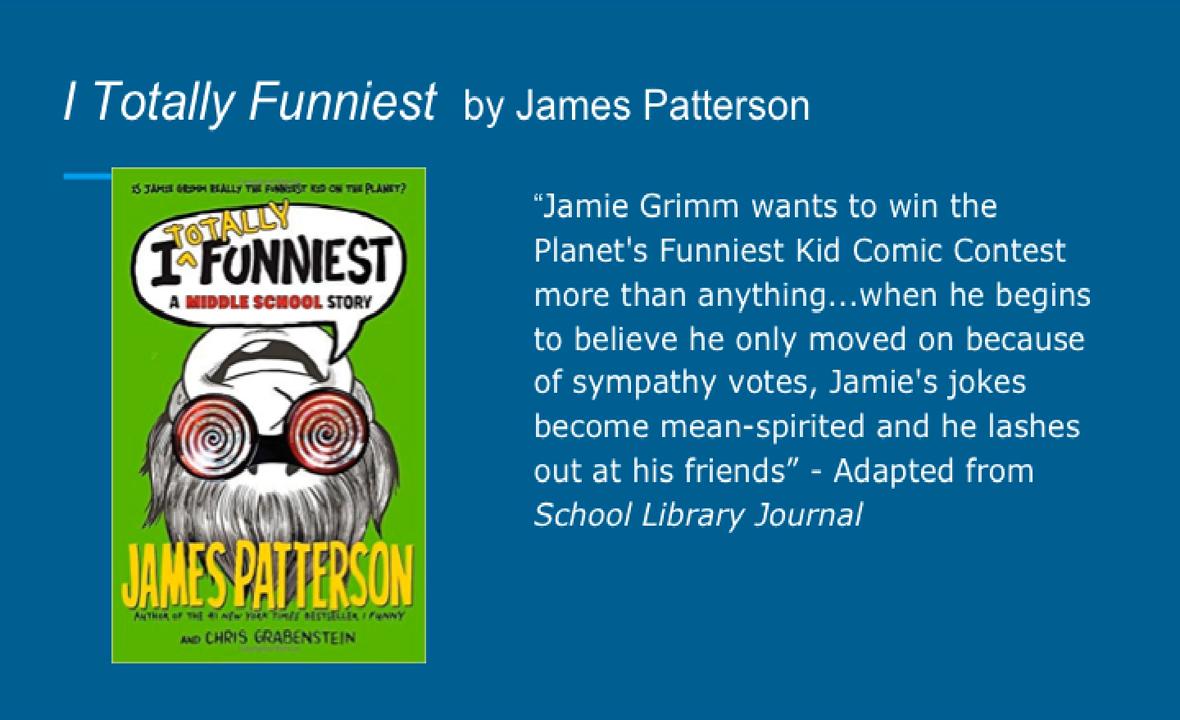 I Totally Funniest by James Patterson
IS JAMIE GRIMM REALLY THE FUNNIEST KID ON THE PLANET?
TOTALLY
I FUNNIEST
A MIDDLE SCHOOL STORY
JAMES PATTERSON
AUTHOR OF THE #1 NEW YORK TIMES BESTSELLER I FUNNY
AND CHRIS GRABENSTEIN
“Jamie Grimm wants to win the
Planet's Funniest Kid Comic Contest
more than anything...when he begins
to believe he only moved on because
of sympathy votes, Jamie's jokes
become mean-spirited and he lashes
out at his friends” - Adapted from
School Library Journal